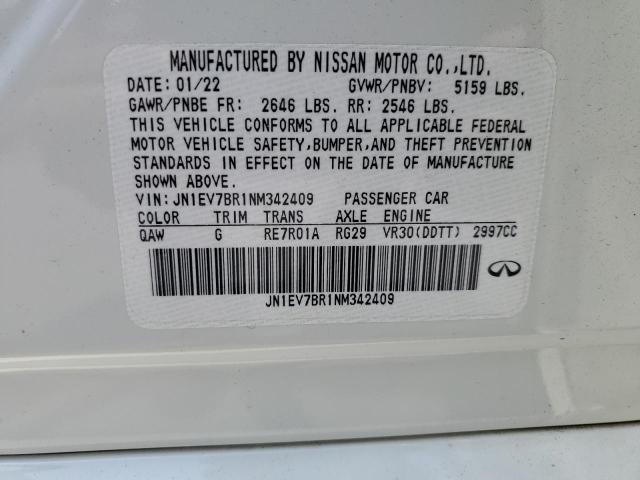 MANUFACTURED BY NISSAN MOTOR CO.,LTD.
DATE: 01/22 GVWR/PNBV: 5159 LBS.
GAWR/PNBE FR: 2646 LBS. RR: 2546 LBS.
THIS VEHICLE CONFORMS TO ALL APPLICABLE FEDERAL
MOTOR VEHICLE SAFETY,BUMPER,AND THEFT PREVENTION
STANDARDS IN EFFECT ON THE DATE OF MANUFACTURE
SHOWN ABOVE.
VIN: JN1EV7BR1NM342409 PASSENGER CAR
COLOR TRIM TRANS AXLE ENGINE
QAW G RE7R01A RG29 VR30(DDTT) 2997CC
JN1EV7BR1NM342409